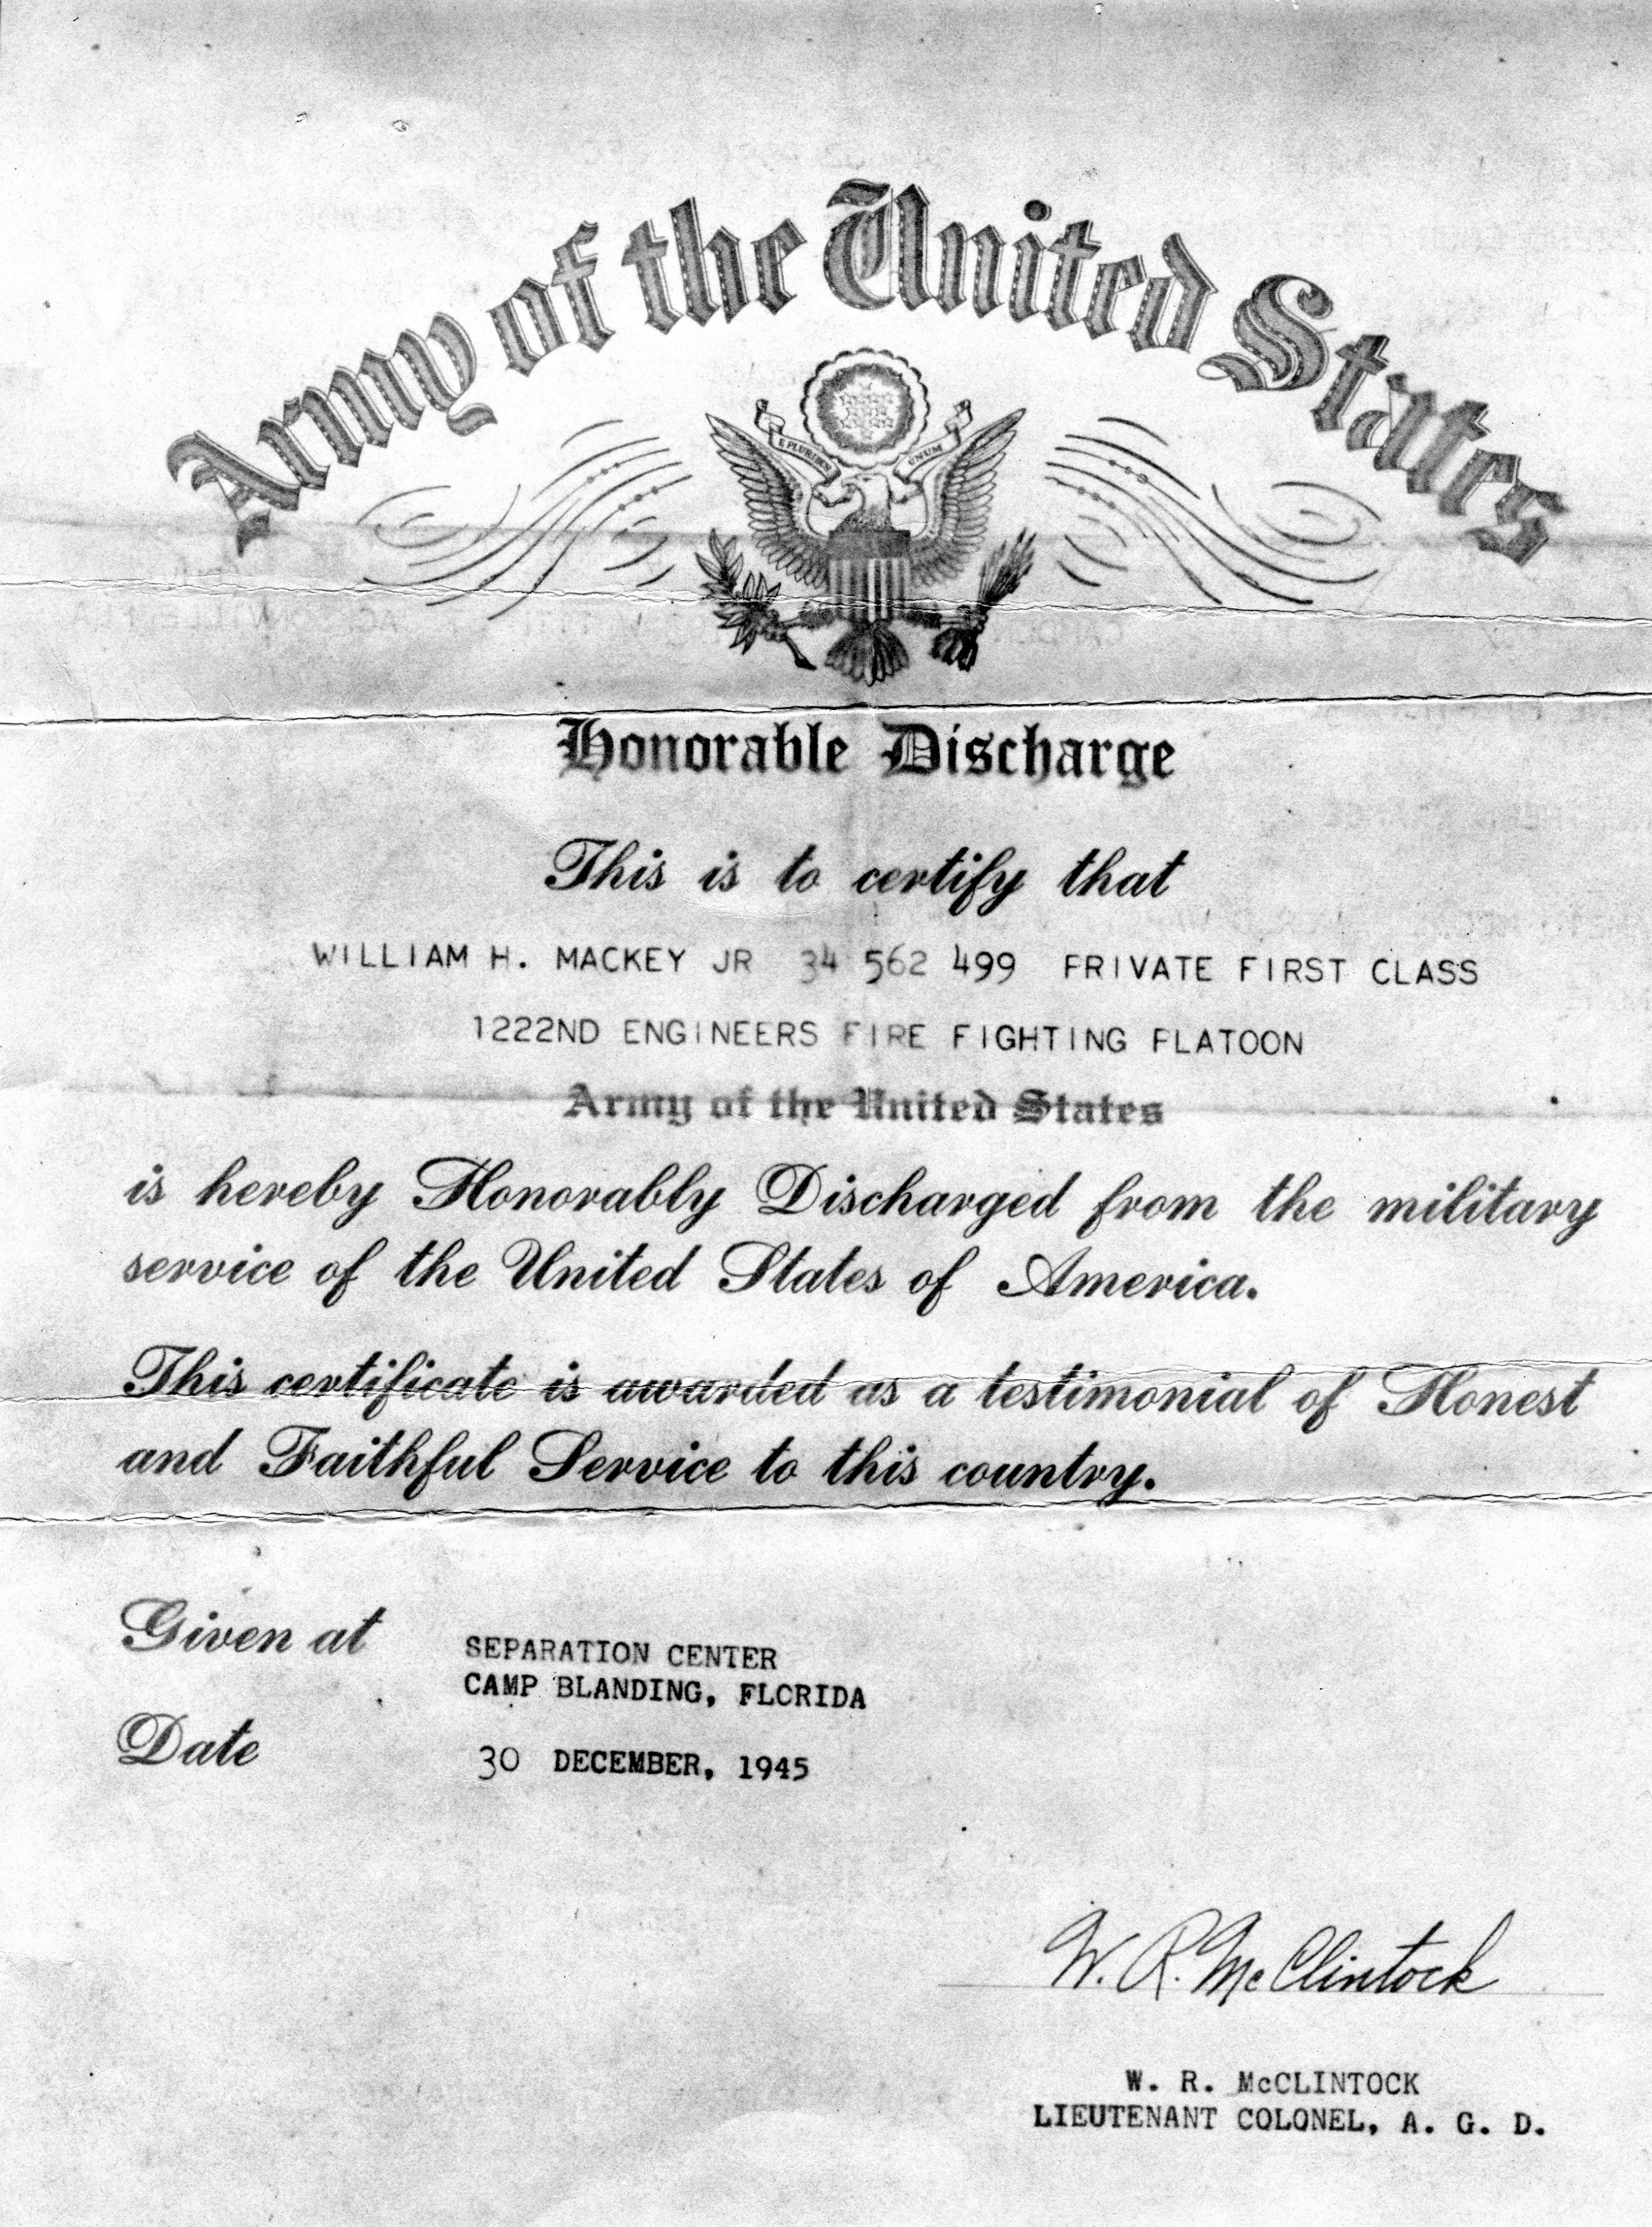 Army of the United States
E PLURIBUS UNUM
Honorable Discharge
This is to certify that
WILLIAM H. MACKEY JR 34 562 499 PRIVATE FIRST CLASS
1222ND ENGINEERS FIRE FIGHTING PLATOON
Army of the United States
is hereby Honorably Discharged from the military
service of the United States of America.
This certificate is awarded as a testimonial of Honest
and Faithful Service to this country.
Given at SEPARATION CENTER
CAMP BLANDING, FLORIDA
Date 30 DECEMBER, 1945
W. R. McClintock
W. R. McCLINTOCK
LIEUTENANT COLONEL, A. G. D.